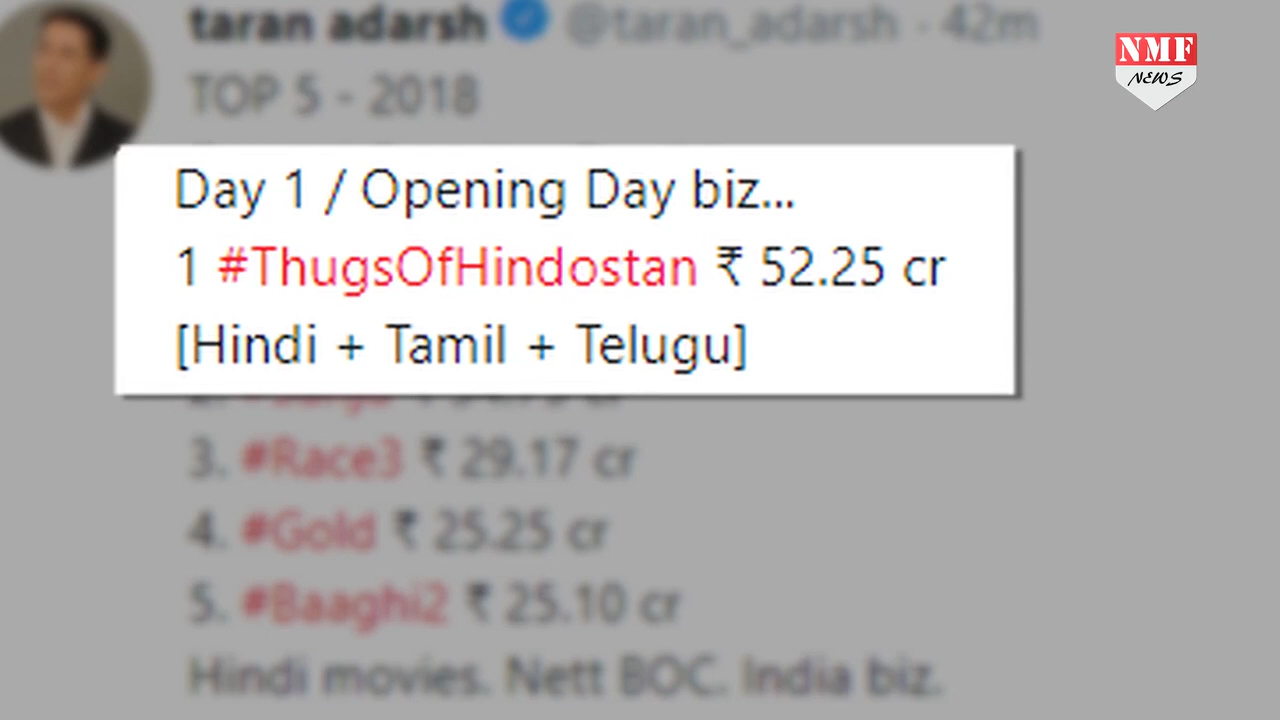 taran adarsh @taran_adarsh · 42m
TOP 5 - 2018
NMF
NEWS
Day 1 / Opening Day biz...
1 #ThugsOfHindostan ₹ 52.25 cr
[Hindi + Tamil + Telugu]
3. #Race3 ₹ 29.17 cr
4. #Gold ₹ 25.25 cr
5. #Baaghi2 ₹ 25.10 cr
Hindi movies. Nett BOC. India biz.